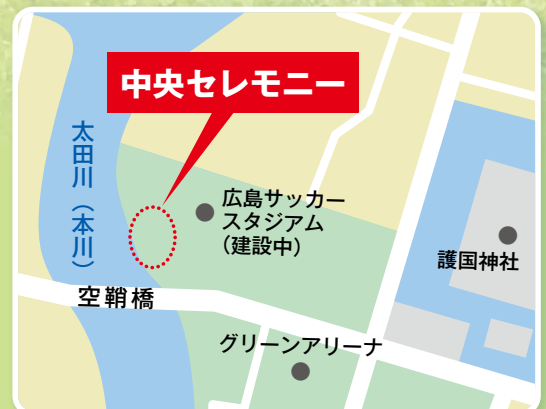 中央セレモニー
太田川（本川）
広島サッカー
スタジアム
（建設中）
護国神社
空鞘橋
グリーンアリーナ